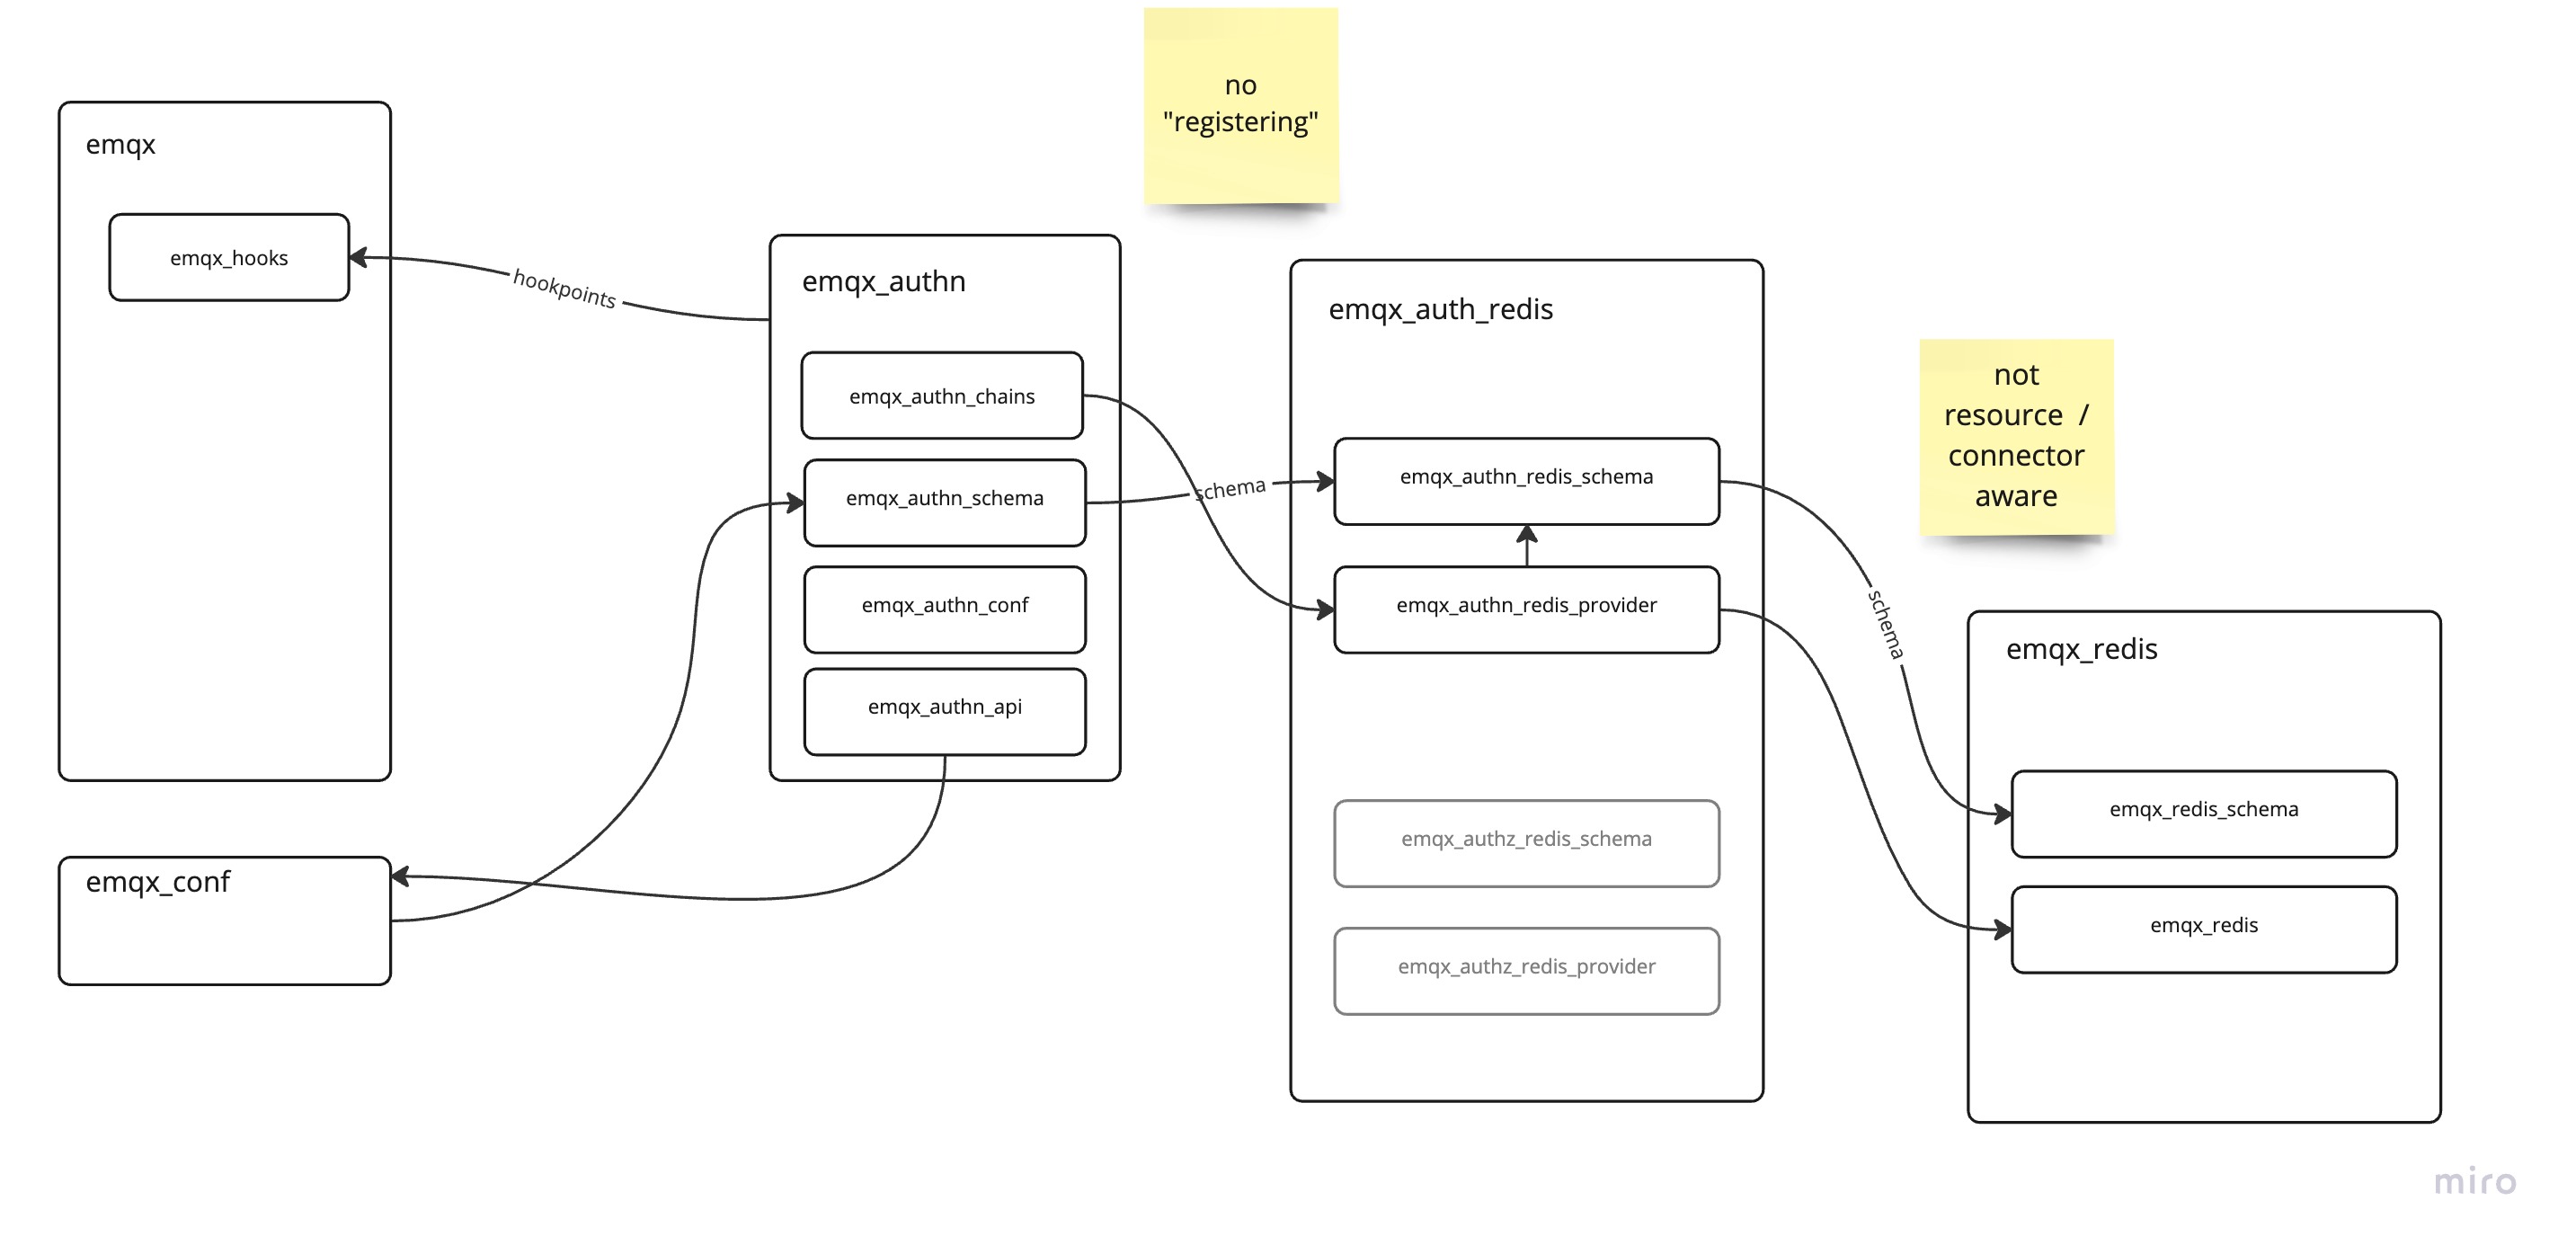 no
"registering"
emqx
emqx_hooks
hookpoints
emqx_authn
emqx_authn_chains
emqx_authn_schema
emqx_authn_conf
emqx_authn_api
schema
emqx_auth_redis
emqx_authn_redis_schema
emqx_authn_redis_provider
emqx_authz_redis_schema
emqx_authz_redis_provider
not
resource /
connector
aware
schema
emqx_redis
emqx_redis_schema
emqx_redis
emqx_conf
miro